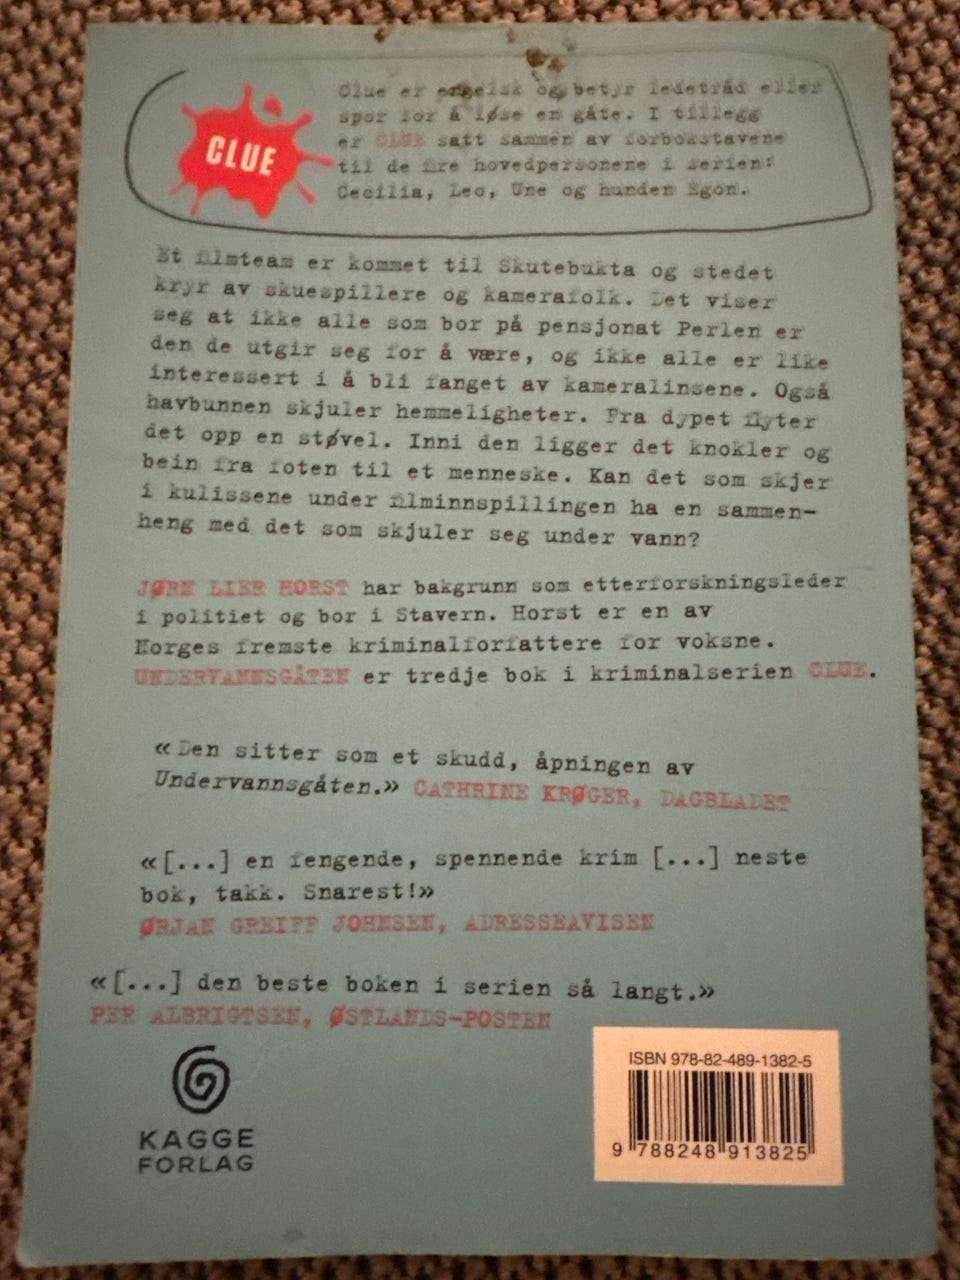 CLUE
Clue er engelsk og betyr ledetråd eller
spor for å løse en gåte. I tillegg
er CLUE satt sammen av forbokstavene
til de fire hovedpersonene i serien:
Cecilia, Leo, Une og hunden Egon.
Et filmteam er kommet til Skutebukta og stedet
kryr av skuespillere og kamerafolk. Det viser
seg at ikke alle som bor på pensjonat Perlen er
den de utgir seg for å være, og ikke alle er like
interessert i å bli fanget av kameralinsene. Også
havbunnen skjuler hemmeligheter. Fra dypet flyter
det opp en støvel. Inni den ligger det knokler og
bein fra foten til et menneske. Kan det som skjer
i kulissene under filminnspillingen ha en sammen-
heng med det som skjuler seg under vann?
JØRN LIER HORST har bakgrunn som etterforskningsleder
i politiet og bor i Stavern. Horst er en av
Norges fremste kriminalforfattere for voksne.
UNDERVANNSGÅTEN er tredje bok i kriminalserien CLUE.
«Den sitter som et skudd, åpningen av
Undervannsgåten.» CATHRINE KRØGER, DAGBLADET
«[...] en fengende, spennende krim [...] neste
bok, takk. Snarest!»
ØRJAN GREIFF JOHNSEN, ADRESSEAVISEN
«[...] den beste boken i serien så langt.»
PER ALBRIGTSEN, ØSTLANDS-POSTEN
KAGGE
FORLAG
ISBN 978-82-489-1382-5
9 788248 913825